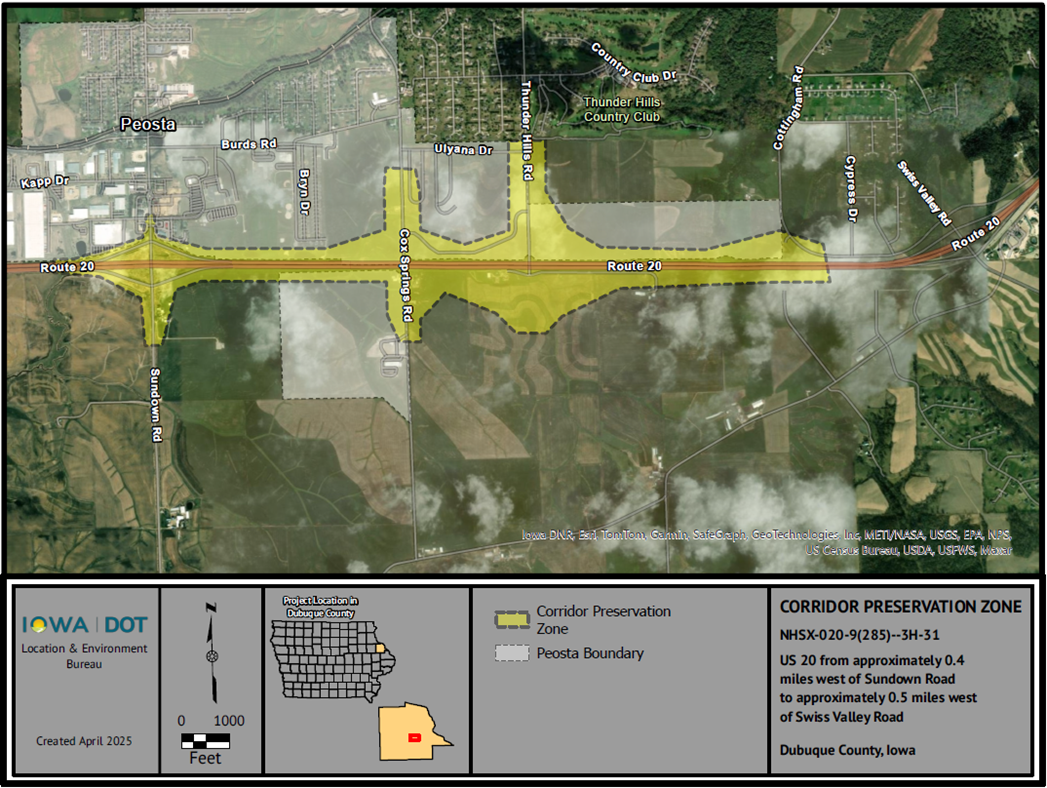 Country Club Dr
Thunder Hills
Country Club
Cottingham Rd
Thunder Hills Rd
Peosta
Burds Rd
Ulyana Dr
Kapp Dr
Bryn Dr
Cypress Dr
Swiss Valley Rd
Cox Springs Rd
Route 20
Route 20
Route 20
Sundown Rd
Iowa DNR, Esri, TomTom, Garmin, SafeGraph, GeoTechnologies, Inc, METI/NASA, USGS, EPA, NPS,
US Census Bureau, USDA, USFWS, Maxar
IOWA | DOT
Location & Environment
Bureau
Created April 2025
N
0 1000
Feet
Project Location in
Dubuque County
Corridor Preservation
Zone
Peosta Boundary
CORRIDOR PRESERVATION ZONE
NHSX-020-9(285)--3H-31
US 20 from approximately 0.4
miles west of Sundown Road
to approximately 0.5 miles west
of Swiss Valley Road
Dubuque County, Iowa